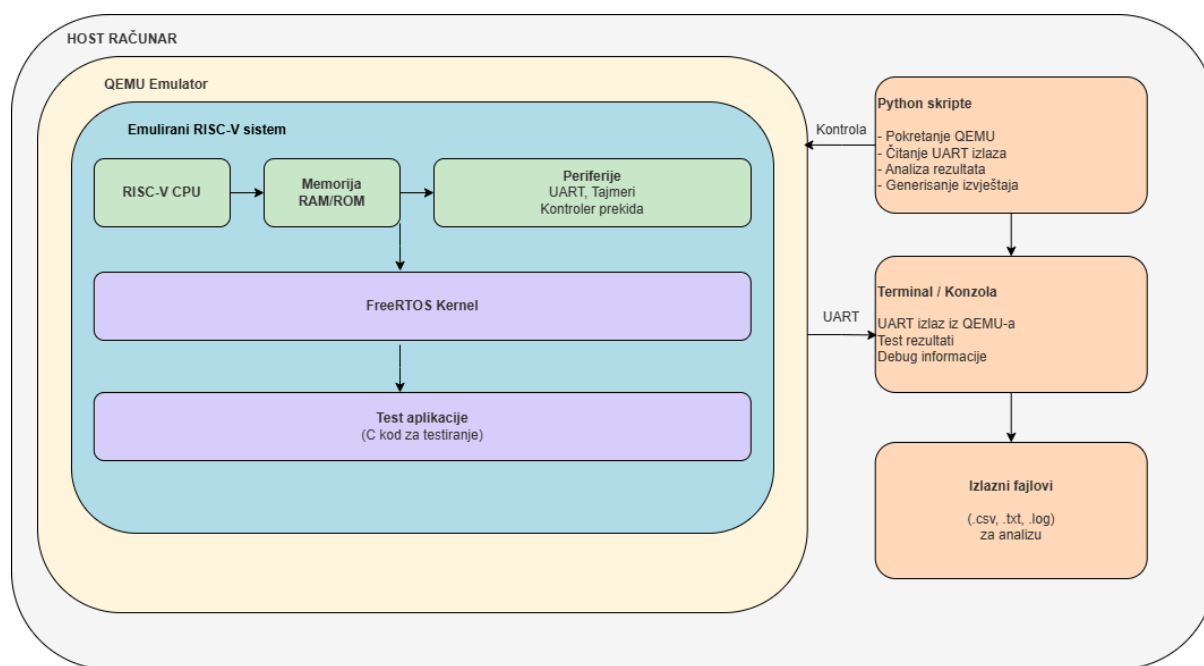 HOST RAČUNAR
QEMU Emulator
Emulirani RISC-V sistem
RISC-V CPU
Memorija
RAM/ROM
Periferije
UART, Tajmeri
Kontroler prekida
FreeRTOS Kernel
Test aplikacije
(C kod za testiranje)
Kontrola
UART
Python skripte
- Pokretanje QEMU
- Čitanje UART izlaza
- Analiza rezultata
- Generisanje izvještaja
Terminal / Konzola
UART izlaz iz QEMU-a
Test rezultati
Debug informacije
Izlazni fajlovi
(.csv, .txt, .log)
za analizu